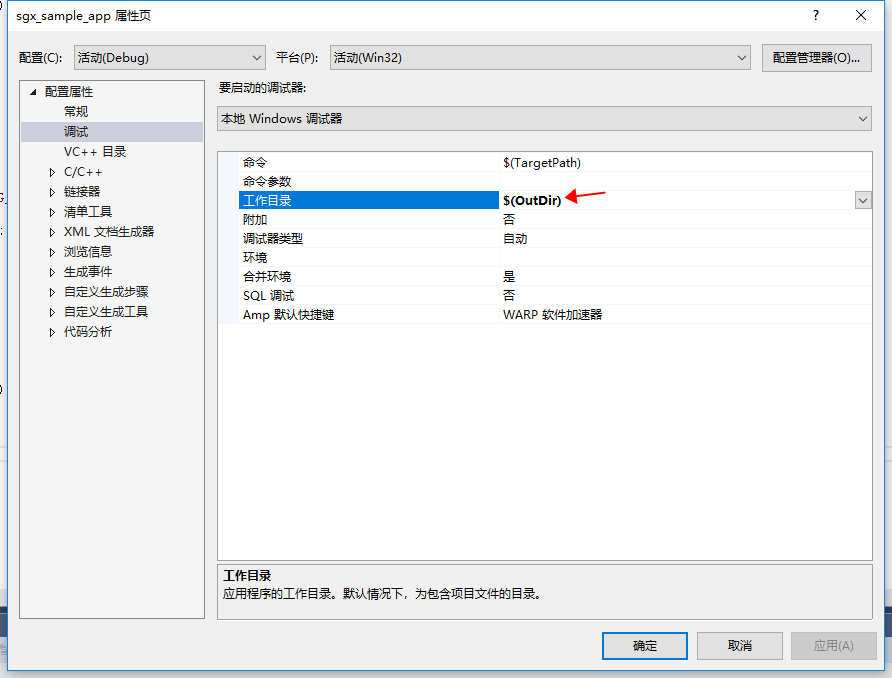 sgx_sample_app 属性页
配置(C): 活动(Debug) 平台(P): 活动(Win32) 配置管理器(O)...
配置属性
常规
调试
VC++ 目录
C/C++
链接器
清单工具
XML 文档生成器
浏览信息
生成事件
自定义生成步骤
自定义生成工具
代码分析
要启动的调试器:
本地 Windows 调试器
命令 $(TargetPath)
命令参数
工作目录 $(OutDir)
附加 否
调试器类型 自动
环境
合并环境 是
SQL 调试 否
Amp 默认快捷键 WARP 软件加速器
工作目录
应用程序的工作目录。默认情况下，为包含项目文件的目录。
确定 取消 应用(A)